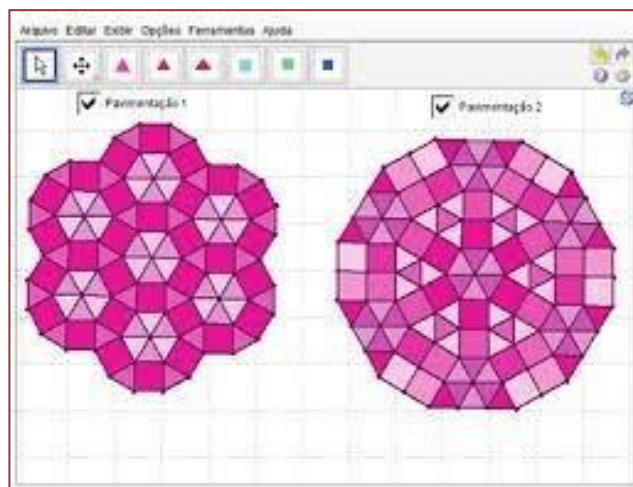 Arquivo Editar Exibir Opções Ferramentas Ajuda
Pavimentação 1
Pavimentação 2